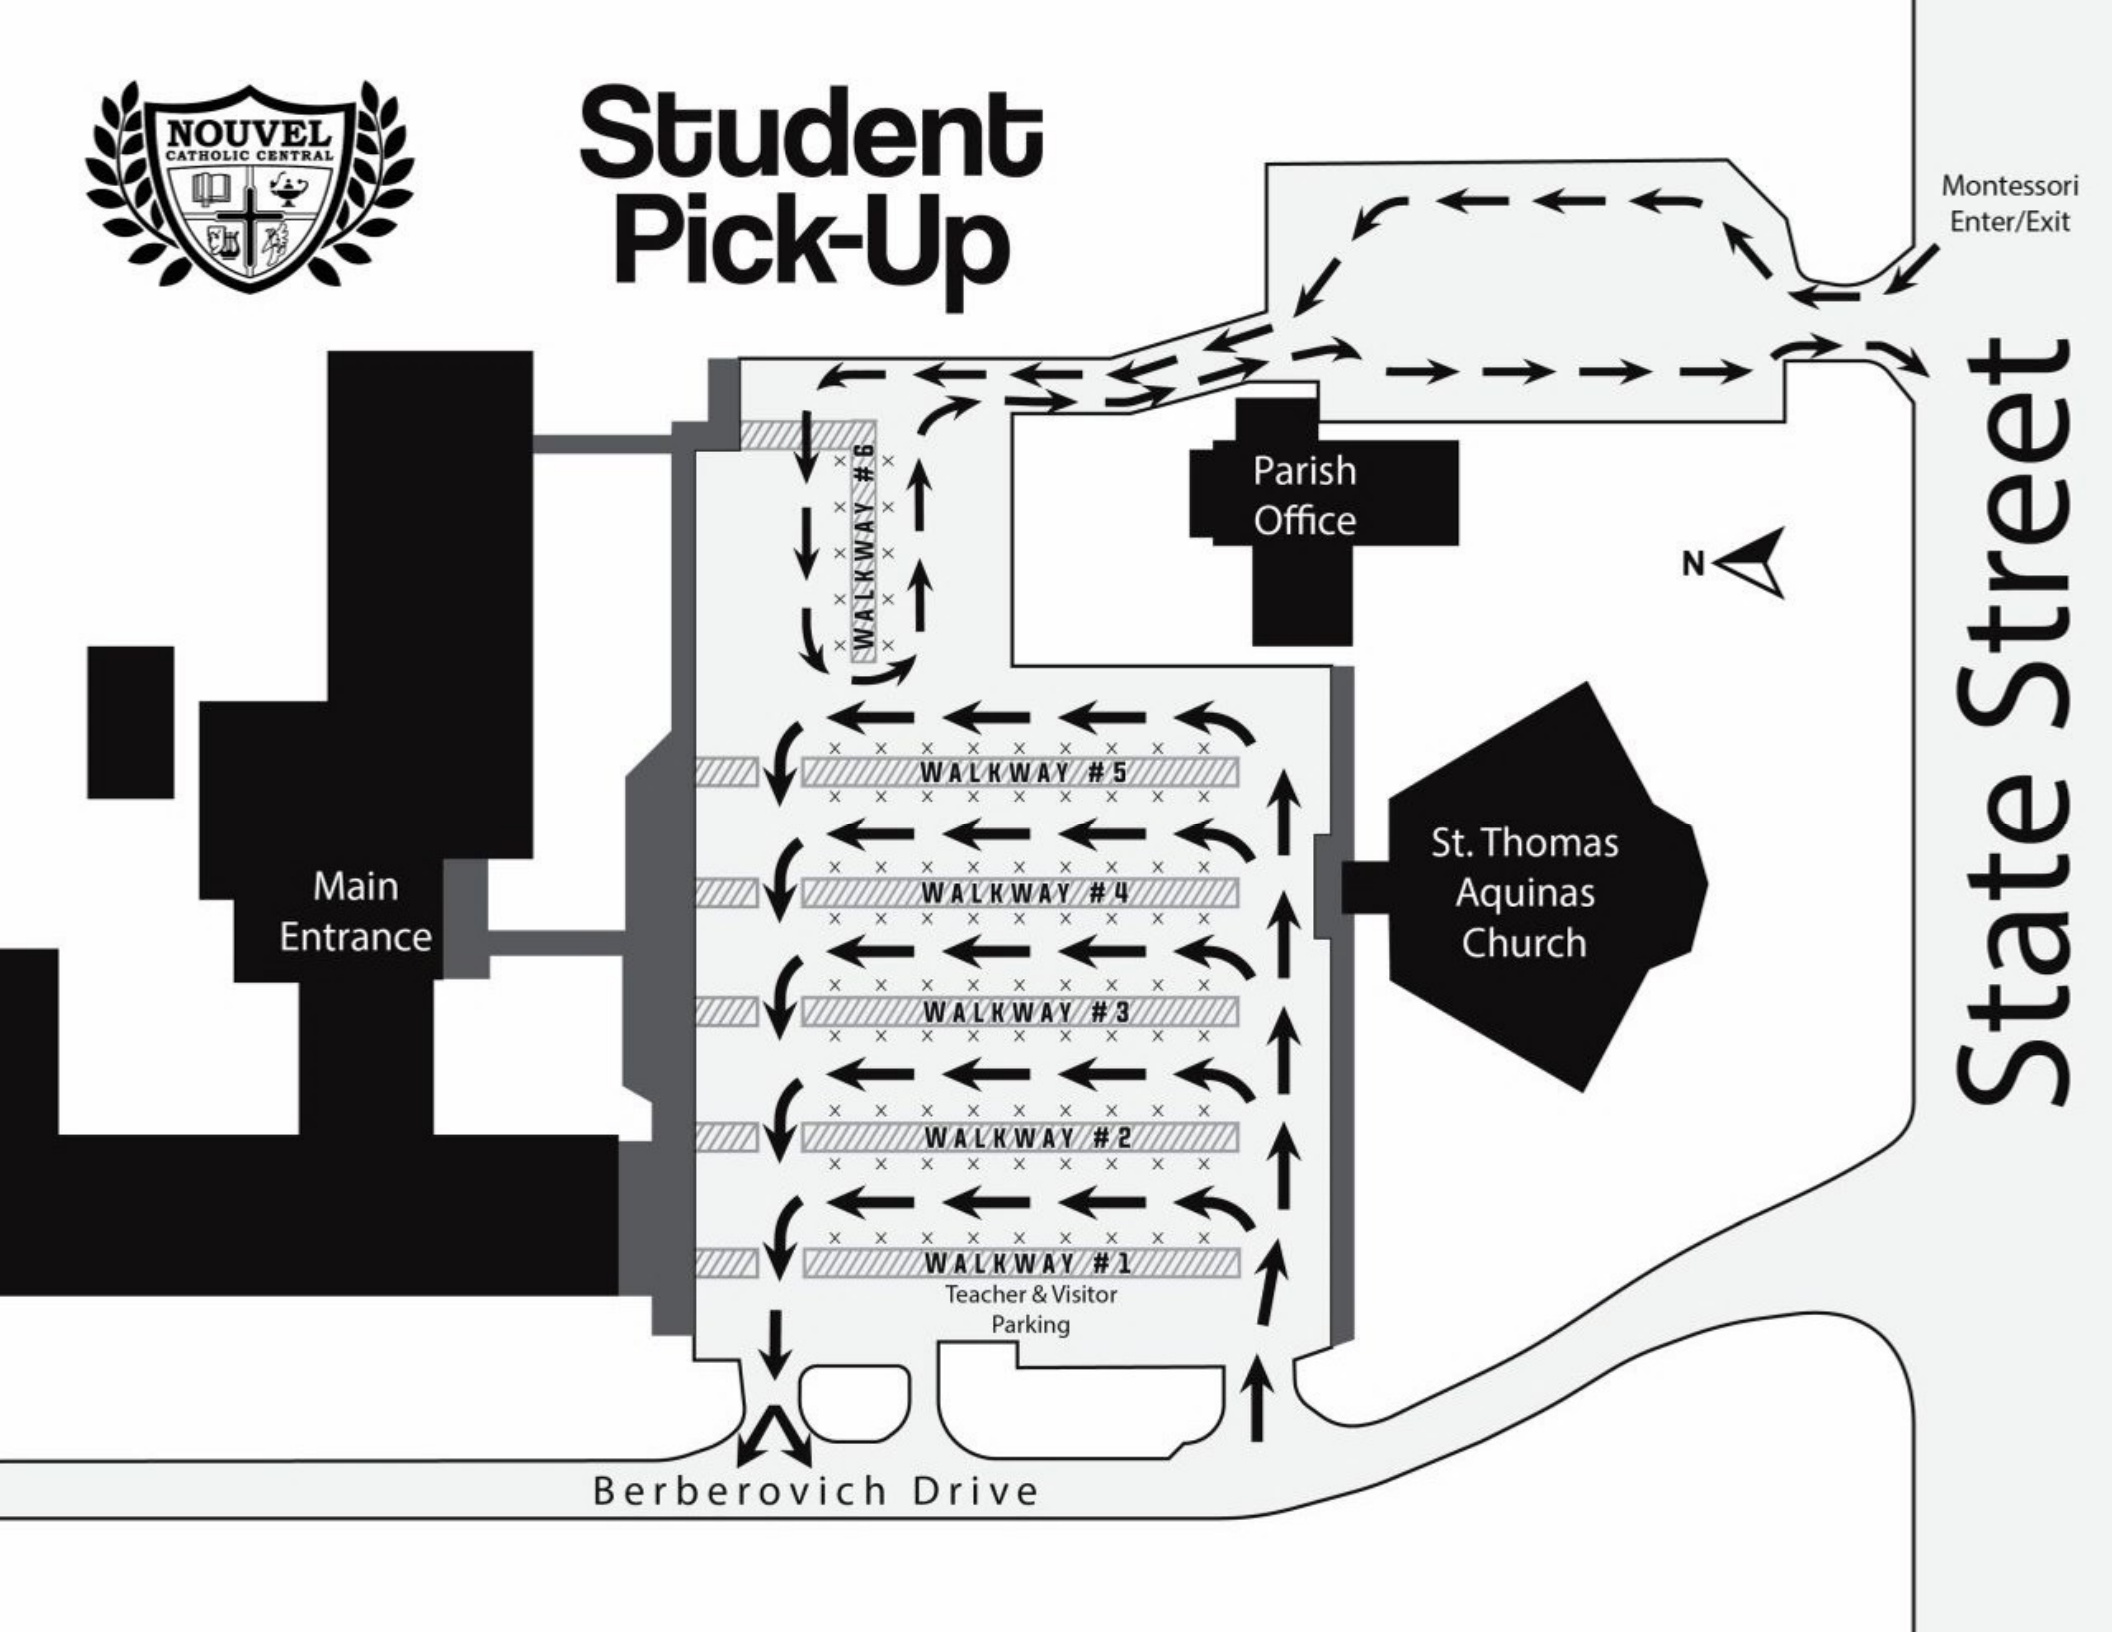 NOUVEL
CATHOLIC CENTRAL
Student
Pick-Up
Montessori
Enter/Exit
State Street
WALKWAY #6
Parish
Office
N
WALKWAY #5
WALKWAY #4
St. Thomas
Aquinas
Church
Main
Entrance
WALKWAY #3
WALKWAY #2
WALKWAY #1
Teacher & Visitor
Parking
Berberovich Drive